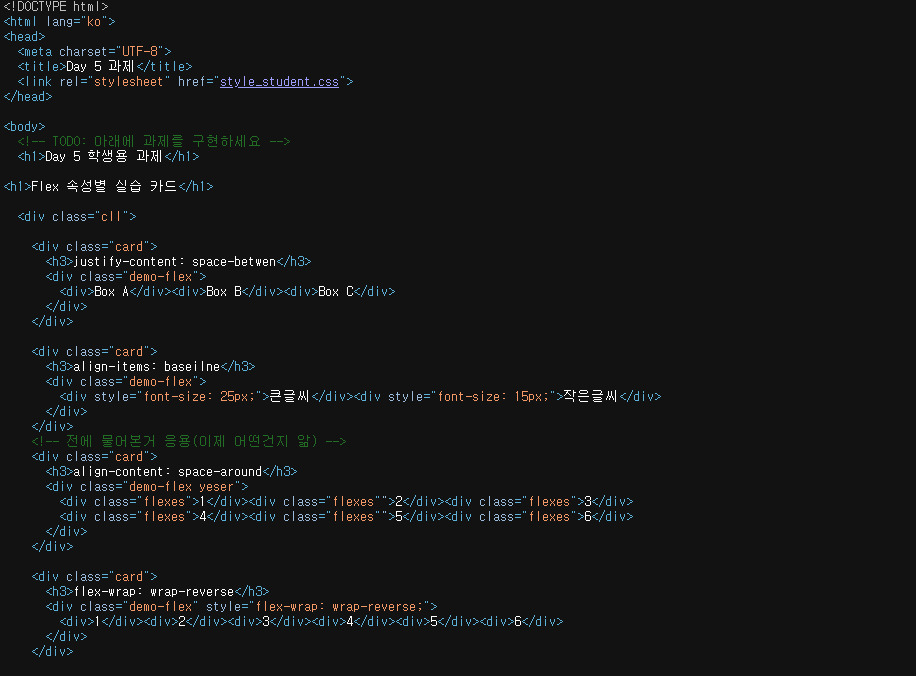 <!DOCTYPE html>
<html lang="ko">
<head>
<meta charset="UTF-8">
<title>Day 5 과제</title>
<link rel="stylesheet" href="style_student.css">
</head>
<body>
<!-- TODO: 아래에 과제를 구현하세요 -->
<h1>Day 5 학생용 과제</h1>
<h1>Flex 속성별 실습 카드</h1>
<div class="cll">
<div class="card">
<h3>justify-content: space-betwen</h3>
<div class="demo-flex">
<div>Box A</div><div>Box B</div><div>Box C</div>
</div>
</div>
<div class="card">
<h3>align-items: baseilne</h3>
<div class="demo-flex">
<div style="font-size: 25px;">큰글씨</div><div style="font-size: 15px;">작은글씨</div>
</div>
</div>
<!-- 전에 물어본거 응용(이제 어떤건지 앎) -->
<div class="card">
<h3>align-content: space-around</h3>
<div class="demo-flex yeser">
<div class="flexes">1</div><div class="flexes"">2</div><div class="flexes">3</div>
<div class="flexes">4</div><div class="flexes"">5</div><div class="flexes">6</div>
</div>
</div>
<div class="card">
<h3>flex-wrap: wrap-reverse</h3>
<div class="demo-flex" style="flex-wrap: wrap-reverse;">
<div>1</div><div>2</div><div>3</div><div>4</div><div>5</div><div>6</div>
</div>
</div>